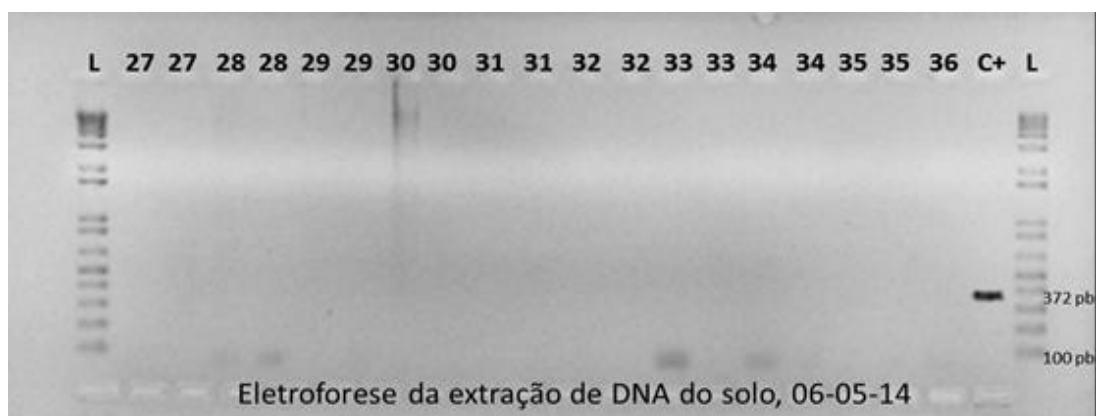 L 27 27 28 28 29 29 30 30 31 31 32 32 33 33 34 34 35 35 36 C+ L
372 pb
100 pb
Eletroforese da extração de DNA do solo, 06-05-14